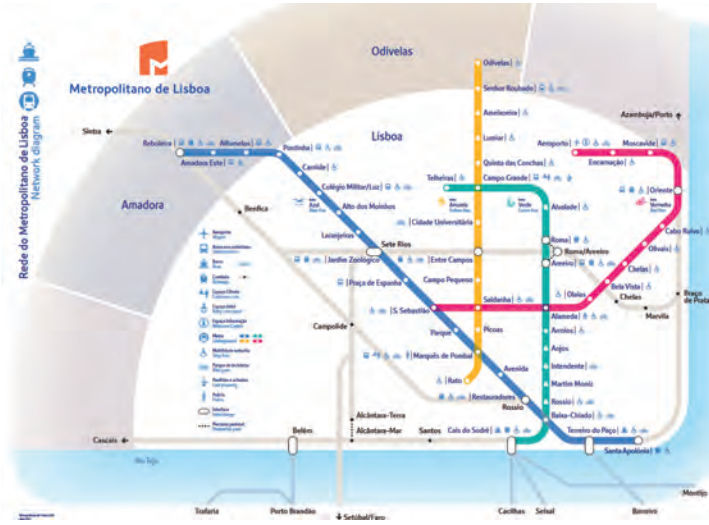 Rede do Metropolitano de Lisboa
Network diagram
Metropolitano de Lisboa
Odivelas
Lisboa
Amadora
Sintra
Azambuja/Porto
Odivelas
Senhor Roubado
Ameixoeira
Lumiar
Quinta das Conchas
Telheiras
Campo Grande
Aeroporto
Moscavide
Encarnação
Oriente
Reboleira
Alfornelos
Pontinha
Amadora Este
Carnide
Colégio Militar/Luz
Alto dos Moinhos
Benfica
Laranjeiras
Azul
Amarela
Verde
Vermelha
Cidade Universitária
Alvalade
Cabo Ruivo
Sete Rios
Jardim Zoológico
Entre Campos
Roma
Roma/Areeiro
Areeiro
Olivais
Chelas
Praça de Espanha
Campo Pequeno
Bela Vista
Olaias
Chelas
Braço de Prata
Marvila
S. Sebastião
Saldanha
Alameda
Campolide
Parque
Picoas
Arroios
Marquês de Pombal
Anjos
Avenida
Intendente
Rato
Martim Moniz
Restauradores
Rossio
Rossio
Baixa-Chiado
Alcântara-Terra
Alcântara-Mar
Santos
Cais do Sodré
Terreiro do Paço
Santa Apolónia
Cascais
Belém
Rio Tejo
Montijo
Trafaria
Porto Brandão
Setúbal/Faro
Cacilhas
Seixal
Barreiro